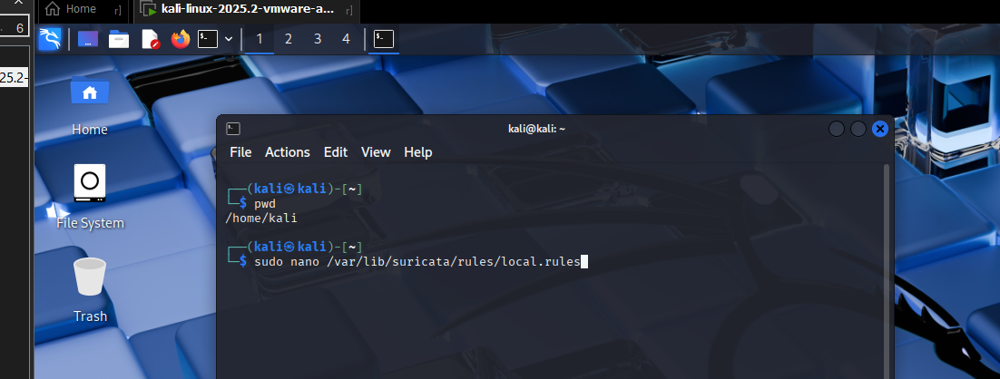 Home r]
kali-linux-2025.2-vmware-a... r]
. 6
1 2 3 4
25.2-
Home
File System
Trash
kali@kali: ~
File Actions Edit View Help
┌──(kali㉿kali)-[~]
└─$ pwd
/home/kali
┌──(kali㉿kali)-[~]
└─$ sudo nano /var/lib/suricata/rules/local.rules